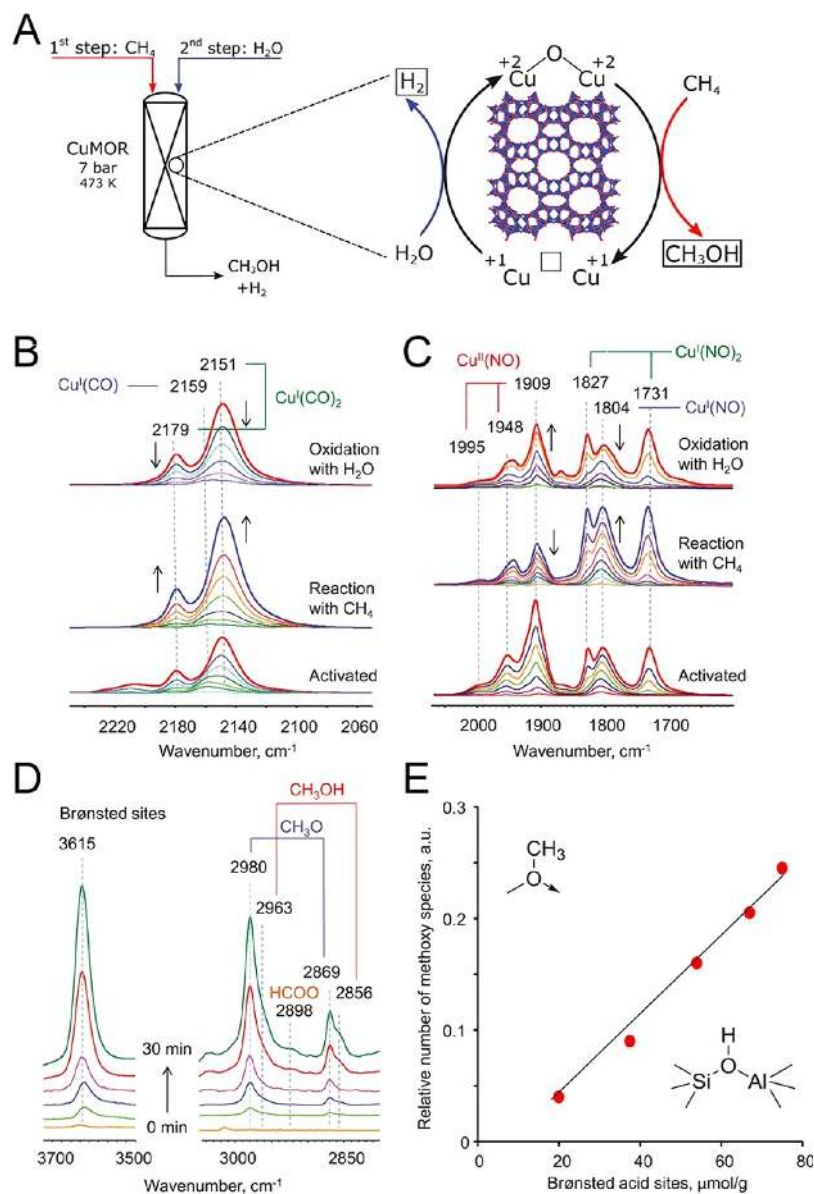 A
1st step: CH4
2nd step: H2O
CuMOR
7 bar
473 K
CH3OH
+H2
H2
H2O
+2 O +2
Cu Cu
+1 +1
Cu Cu
CH4
CH3OH
B
2151
CuI(CO) 2159
CuI(CO)2
2179
Oxidation
with H2O
Reaction
with CH4
Activated
2220 2180 2140 2100 2060
Wavenumber, cm-1
C
CuII(NO) 1827 CuI(NO)2
1909 1731
1948 1804 CuI(NO)
1995
Oxidation
with H2O
Reaction
with CH4
Activated
2000 1900 1800 1700
Wavenumber, cm-1
D
CH3OH
Brønsted sites
CH3O
3615
2980
2963
2869
HCOO 2856
2898
30 min
0 min
3700 3500 3000 2850
Wavenumber, cm-1
E
Relative number of methoxy species, a.u.
0.3
0.2
0.1
0
0 20 40 60 80
Brønsted acid sites, µmol/g
CH3
O
H
Si O Al